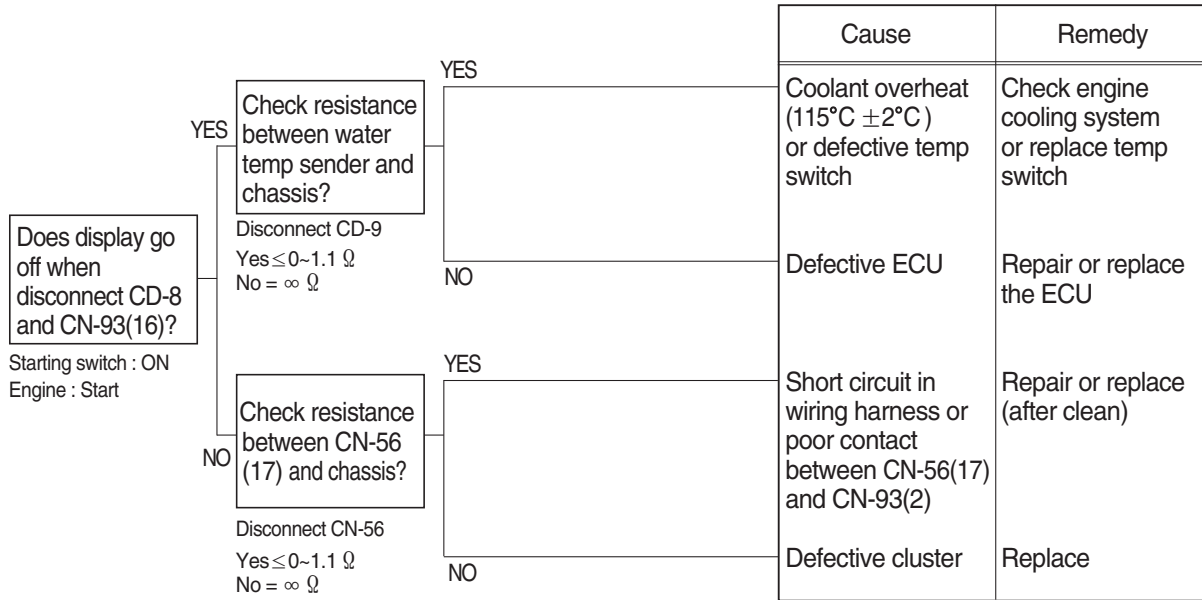 Cause
Remedy
YES
Coolant overheat
(115°C ±2°C)
or defective temp
switch
Check engine
cooling system
or replace temp
switch
YES
Check resistance
between water
temp sender and
chassis?
Disconnect CD-9
Yes≤0~1.1 Ω
No = ∞ Ω
NO
Defective ECU
Repair or replace
the ECU
Does display go
off when
disconnect CD-8
and CN-93(16)?
Starting switch : ON
Engine : Start
YES
Short circuit in
wiring harness or
poor contact
between CN-56(17)
and CN-93(2)
Repair or replace
(after clean)
NO
Check resistance
between CN-56
(17) and chassis?
Disconnect CN-56
Yes≤0~1.1 Ω
No = ∞ Ω
NO
Defective cluster
Replace